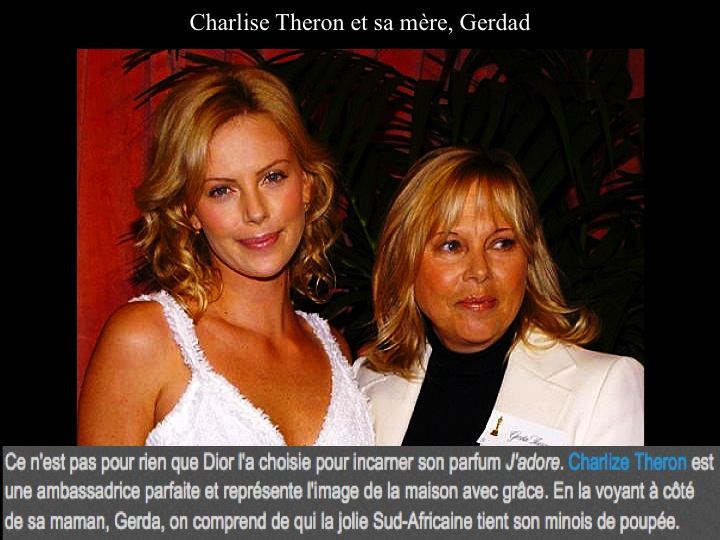 Charlise Theron et sa mère, Gerdad
Gerda
Ce n'est pas pour rien que Dior l'a choisie pour incarner son parfum J'adore. Charlize Theron est
une ambassadrice parfaite et représente l'image de la maison avec grâce. En la voyant à côté
de sa maman, Gerda, on comprend de qui la jolie Sud-Africaine tient son minois de poupée.